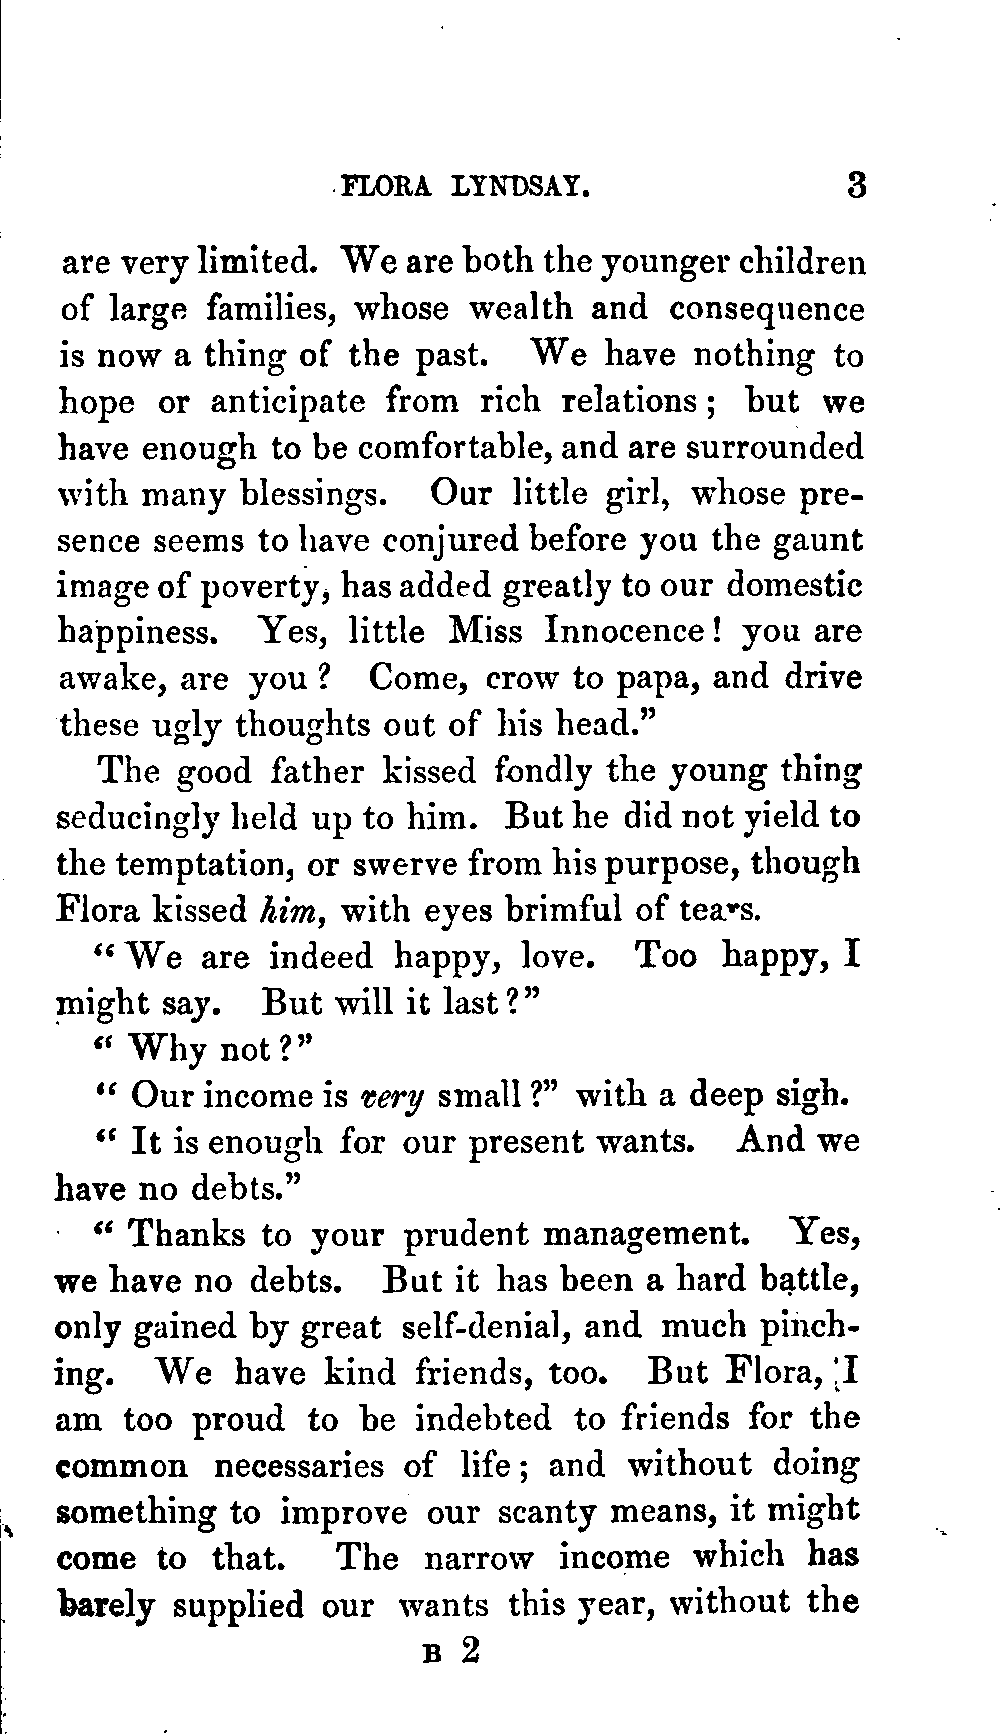 FLORA LYNDSAY. 3
are very limited. We are both the younger children
of large families, whose wealth and consequence
is now a thing of the past. We have nothing to
hope or anticipate from rich relations; but we
have enough to be comfortable, and are surrounded
with many blessings. Our little girl, whose pre-
sence seems to have conjured before you the gaunt
image of poverty, has added greatly to our domestic
happiness. Yes, little Miss Innocence! you are
awake, are you? Come, crow to papa, and drive
these ugly thoughts out of his head.”
The good father kissed fondly the young thing
seducingly held up to him. But he did not yield to
the temptation, or swerve from his purpose, though
Flora kissed him, with eyes brimful of tears.
“We are indeed happy, love. Too happy, I
might say. But will it last?”
“Why not?”
“Our income is very small?” with a deep sigh.
“It is enough for our present wants. And we
have no debts.”
“Thanks to your prudent management. Yes,
we have no debts. But it has been a hard battle,
only gained by great self-denial, and much pinch-
ing. We have kind friends, too. But Flora, I
am too proud to be indebted to friends for the
common necessaries of life; and without doing
something to improve our scanty means, it might
come to that. The narrow income which has
barely supplied our wants this year, without the
B 2